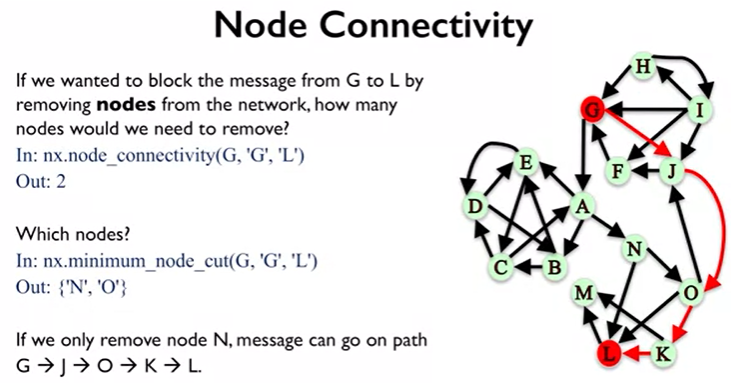 Node Connectivity
If we wanted to block the message from G to L by
removing nodes from the network, how many
nodes would we need to remove?
In: nx.node_connectivity(G, 'G', 'L')
Out: 2
Which nodes?
In: nx.minimum_node_cut(G, 'G', 'L')
Out: {'N', 'O'}
If we only remove node N, message can go on path
G → J → O → K → L.
H
G
I
F
J
E
D
A
C
B
N
M
O
L
K